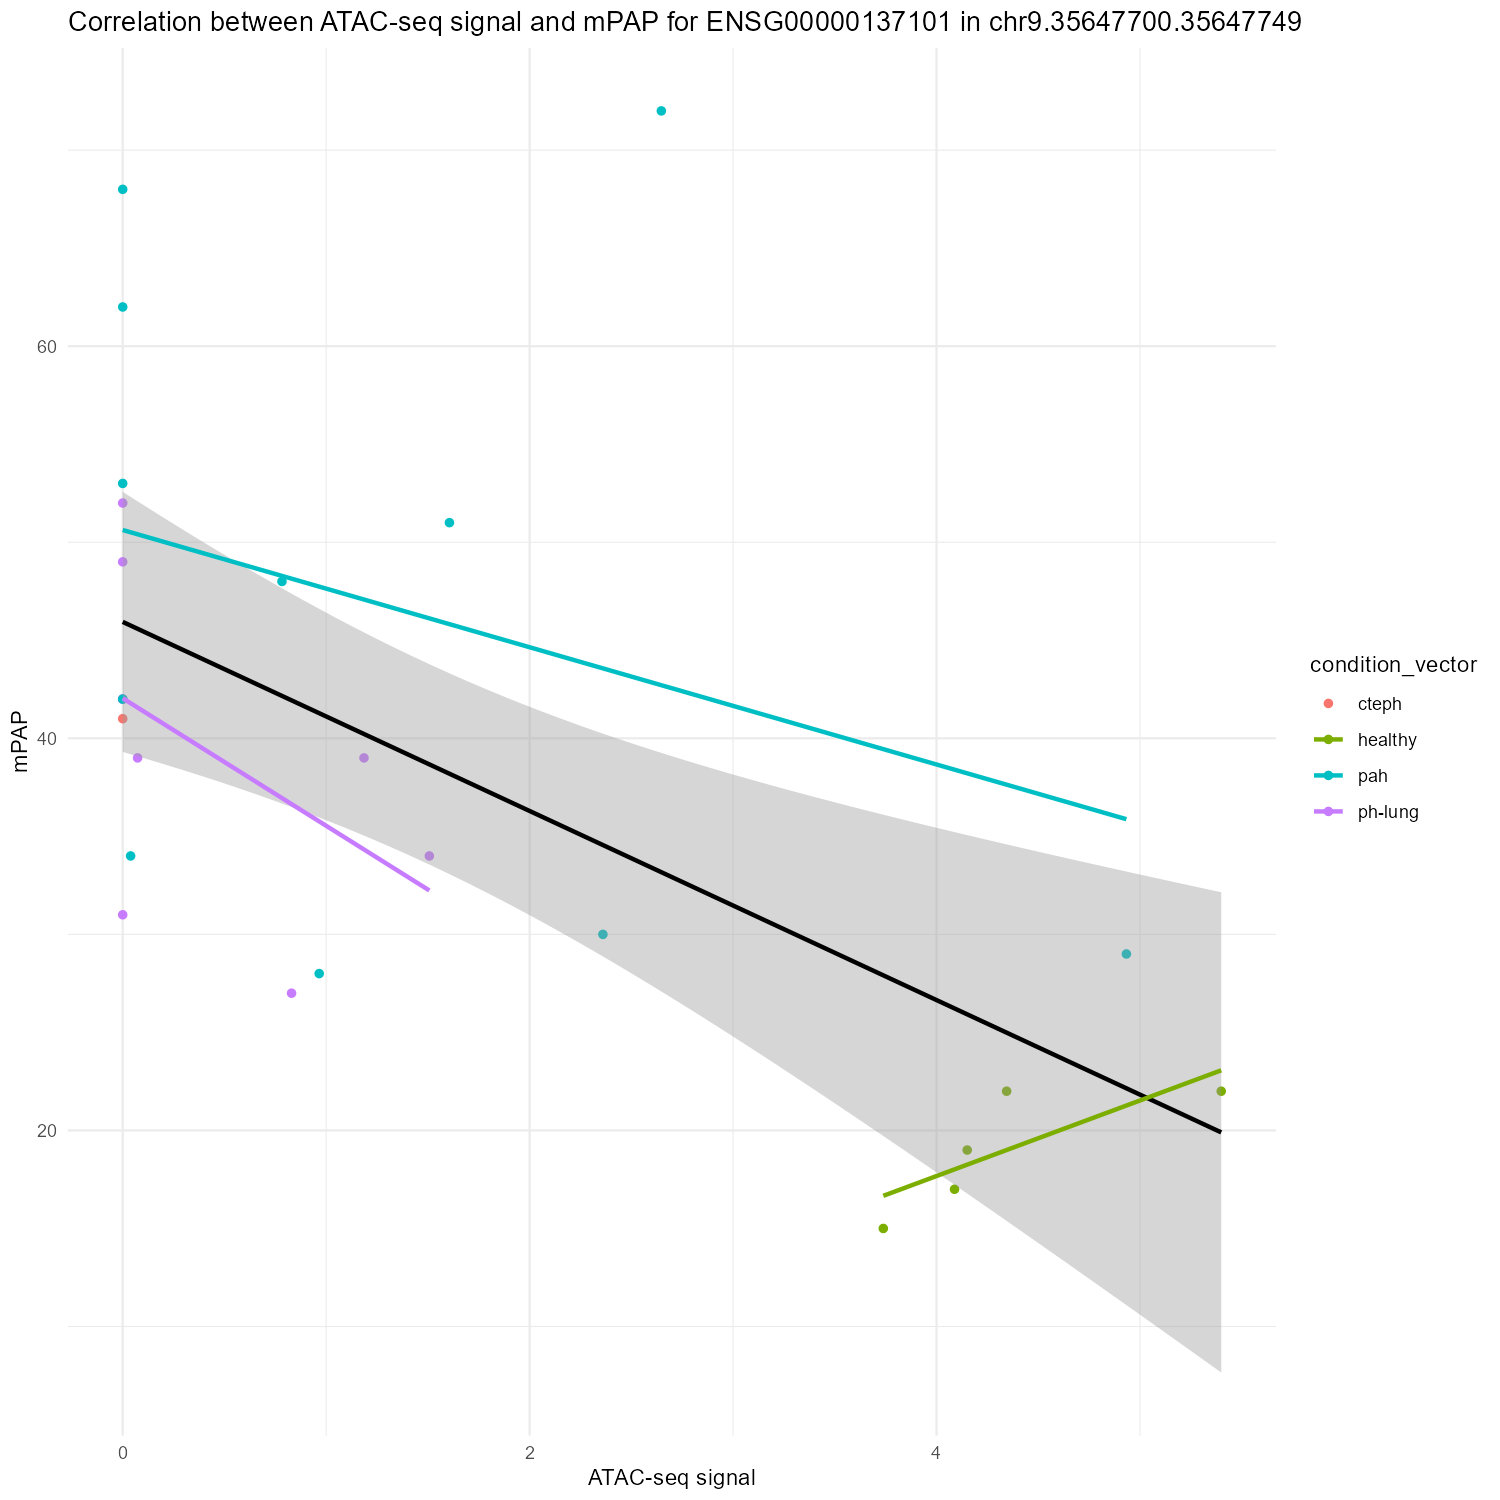 Correlation between ATAC-seq signal and mPAP for ENSG00000137101 in chr9.35647700.35647749
60
40
20
mPAP
0
2
4
ATAC-seq signal
condition_vector
cteph
healthy
pah
ph-lung